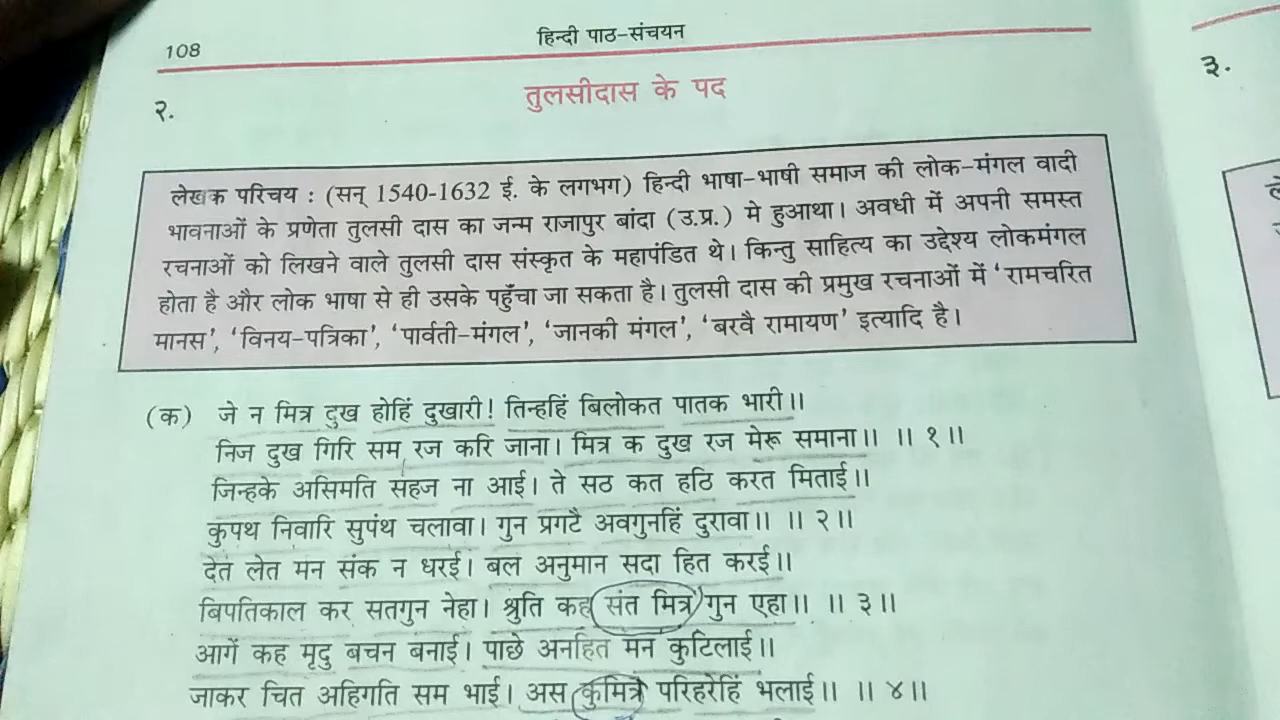 108
हिन्दी पाठ-संचयन
२.
तुलसीदास के पद
लेखक परिचय : (सन् 1540-1632 ई. के लगभग) हिन्दी भाषा-भाषी समाज की लोक-मंगल वादी
भावनाओं के प्रणेता तुलसी दास का जन्म राजापुर बांदा (उ.प्र.) मे हुआथा। अवधी में अपनी समस्त
रचनाओं को लिखने वाले तुलसी दास संस्कृत के महापंडित थे। किन्तु साहित्य का उद्देश्य लोकमंगल
होता है और लोक भाषा से ही उसके पहुँचा जा सकता है। तुलसी दास की प्रमुख रचनाओं में 'रामचरित
मानस', 'विनय-पत्रिका', 'पार्वती-मंगल', 'जानकी मंगल', 'बरवै रामायण' इत्यादि है।
(क) जे न मित्र दुख होहिं दुखारी! तिन्हहिं बिलोकत पातक भारी।।
निज दुख गिरि सम रज करि जाना। मित्र क दुख रज मेरू समाना।। ।। १ ।।
जिन्हके असिमति सहज ना आई। ते सठ कत हठि करत मिताई।।
कुपथ निवारि सुपंथ चलावा। गुन प्रगटै अवगुनहिं दुरावा।। ।। २ ।।
देत लेत मन संक न धरई। बल अनुमान सदा हित करई।।
बिपतिकाल कर सतगुन नेहा। श्रुति कह संत मित्र गुन एहा।। ।। ३ ।।
आगें कह मृदु बचन बनाई। पाछे अनहित मन कुटिलाई।।
जाकर चित अहिगति सम भाई। अस कुमित्र परिहरेहिं भलाई।। ।। ४ ।।
३.